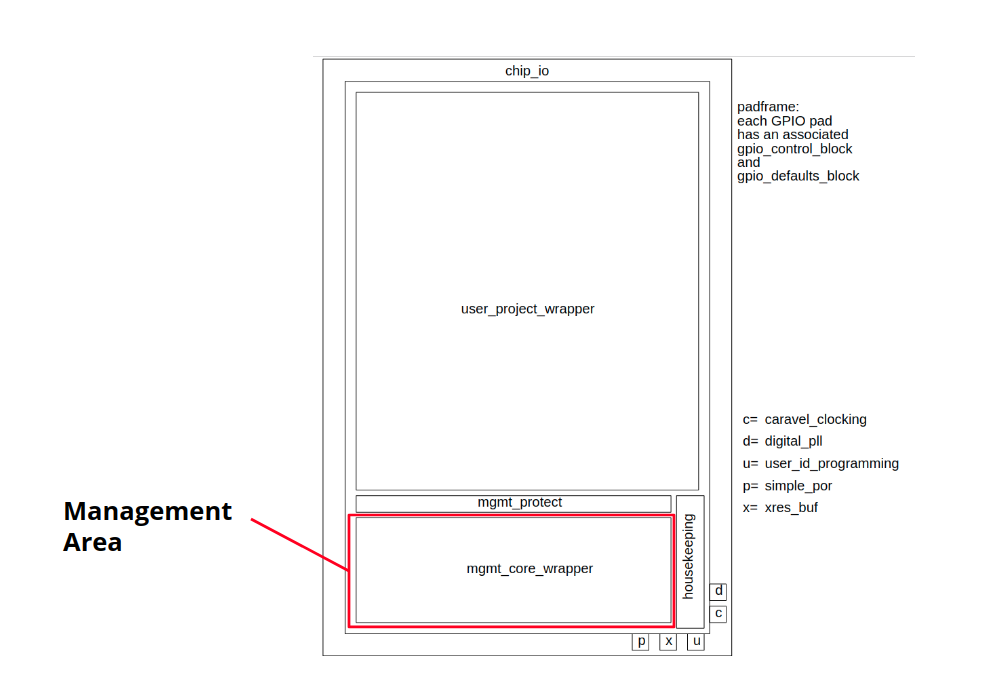 chip_io
padframe:
each GPIO pad
has an associated
gpio_control_block
and
gpio_defaults_block
user_project_wrapper
c= caravel_clocking
d= digital_pll
u= user_id_programming
p= simple_por
x= xres_buf
mgmt_protect
Management
Area
mgmt_core_wrapper
housekeeping
d
c
p
x
u